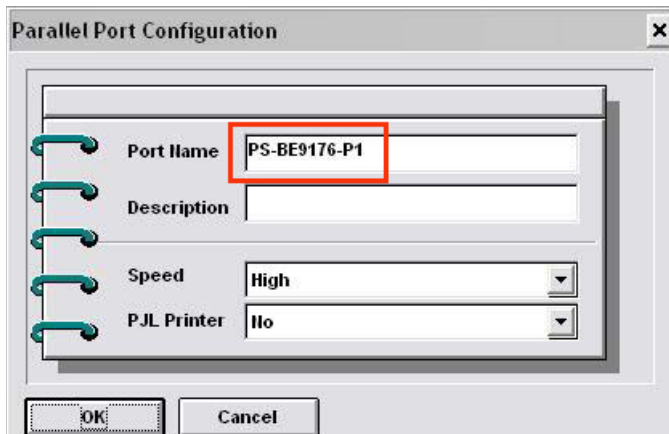 Parallel Port Configuration
Port Name PS-BE9176-P1
Description
Speed High
PJL Printer No
OK Cancel